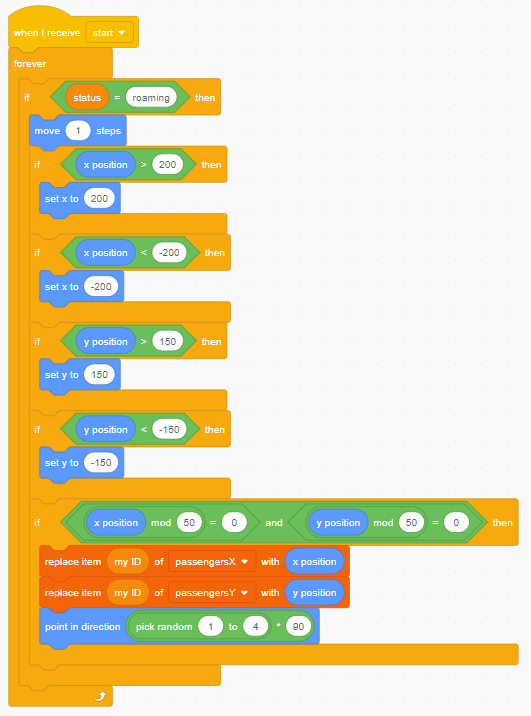 when I receive start
forever
if status = roaming then
move 1 steps
if x position > 200 then
set x to 200
if x position < -200 then
set x to -200
if y position > 150 then
set y to 150
if y position < -150 then
set y to -150
if x position mod 50 = 0 and y position mod 50 = 0 then
replace item my ID of passengersX with x position
replace item my ID of passengersY with y position
point in direction pick random 1 to 4 * 90